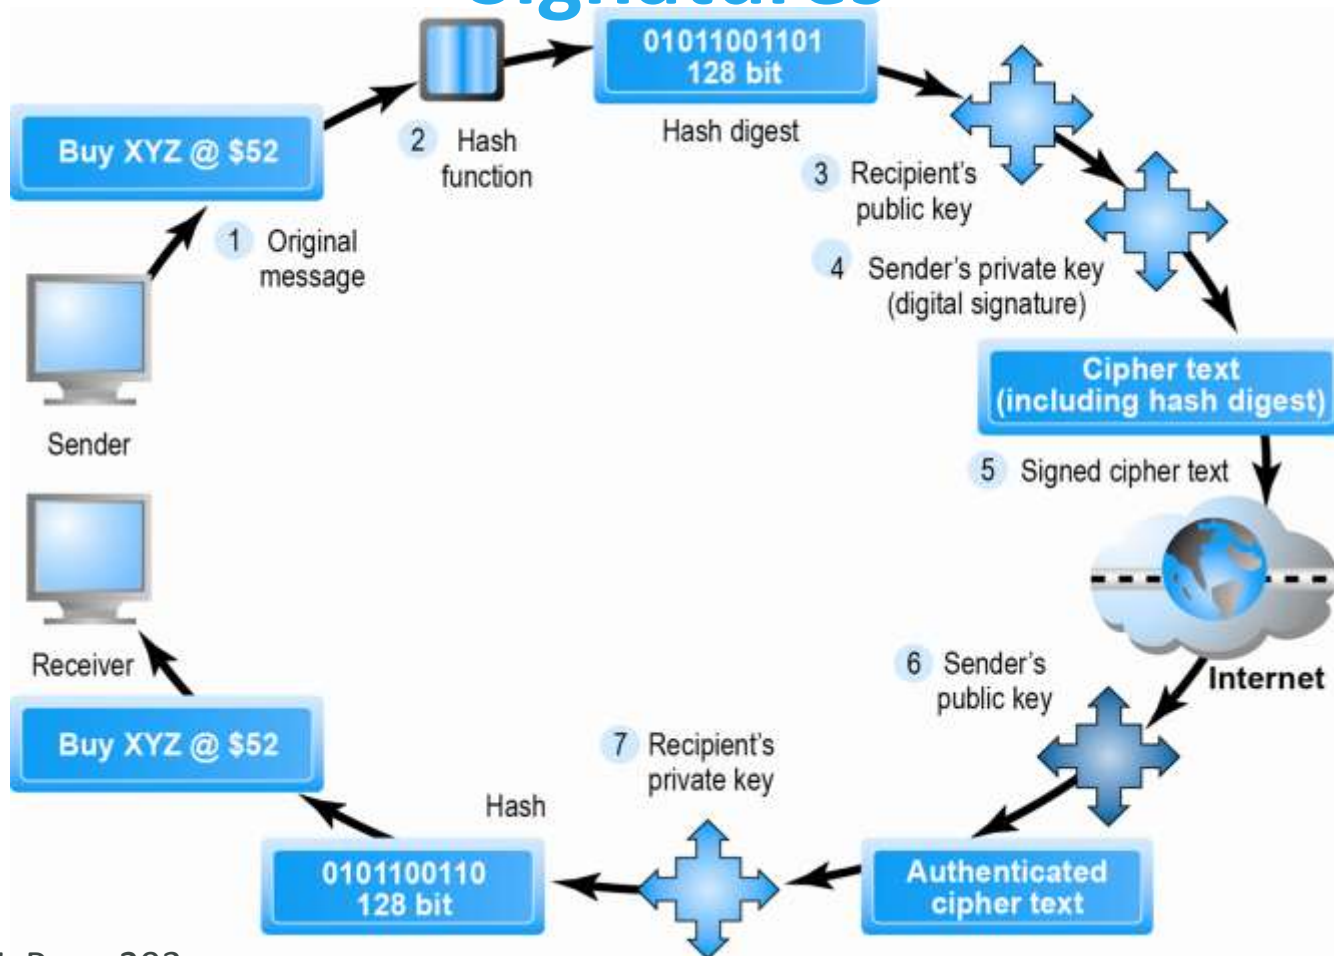 Signatures
Buy XYZ @ $52
01011001101
128 bit
2 Hash
function
Hash digest
3 Recipient's
public key
1 Original
message
4 Sender's private key
(digital signature)
Cipher text
(including hash digest)
Sender
5 Signed cipher text
Receiver
6 Sender's
public key
Internet
Buy XYZ @ $52
7 Recipient's
private key
Hash
0101100110
128 bit
Authenticated
cipher text